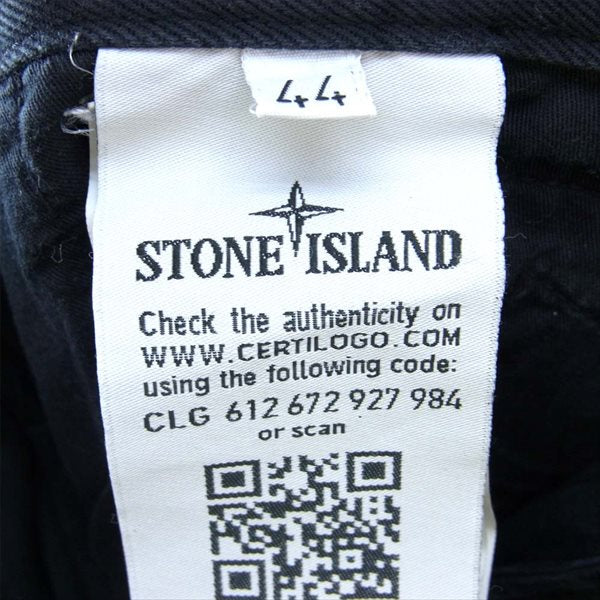 44
STONE ISLAND
Check the authenticity on
WWW.CERTILOGO.COM
using the following code:
CLG 612 672 927 984
or scan